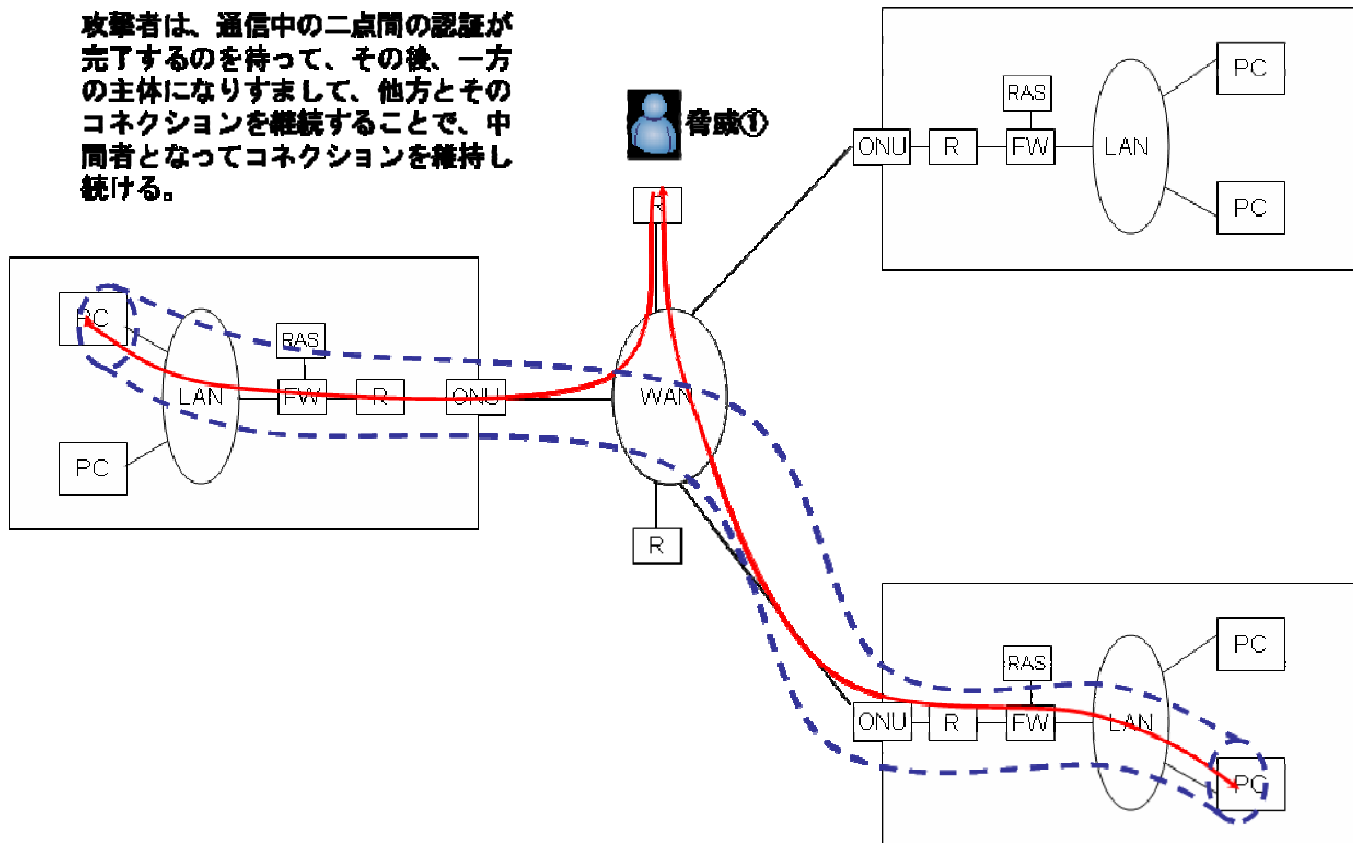 攻撃者は、通信中の二点間の認証が
完了するのを待って、その後、一方
の主体になりすまして、他方とその
コネクションを継続することで、中
間者となってコネクションを維持し
続ける。
脅威①
R
PC
RAS
ONU
R
FW
LAN
PC
PC
RAS
LAN
FW
R
ONU
WAN
PC
R
PC
RAS
ONU
R
FW
LAN
PC